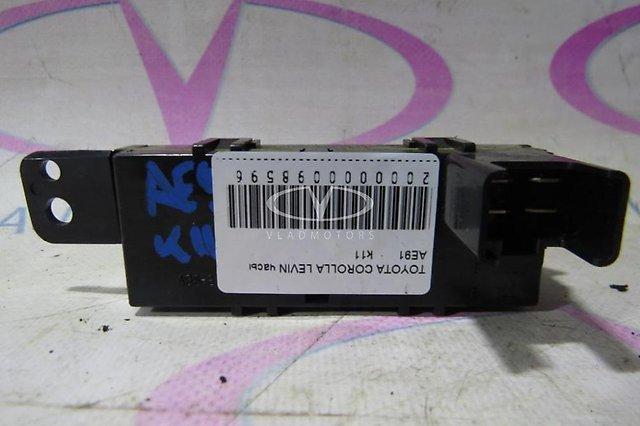 TOYOTA COROLLA LEVIN часы
AE91 K11
VLADMOTORS
2000000098596